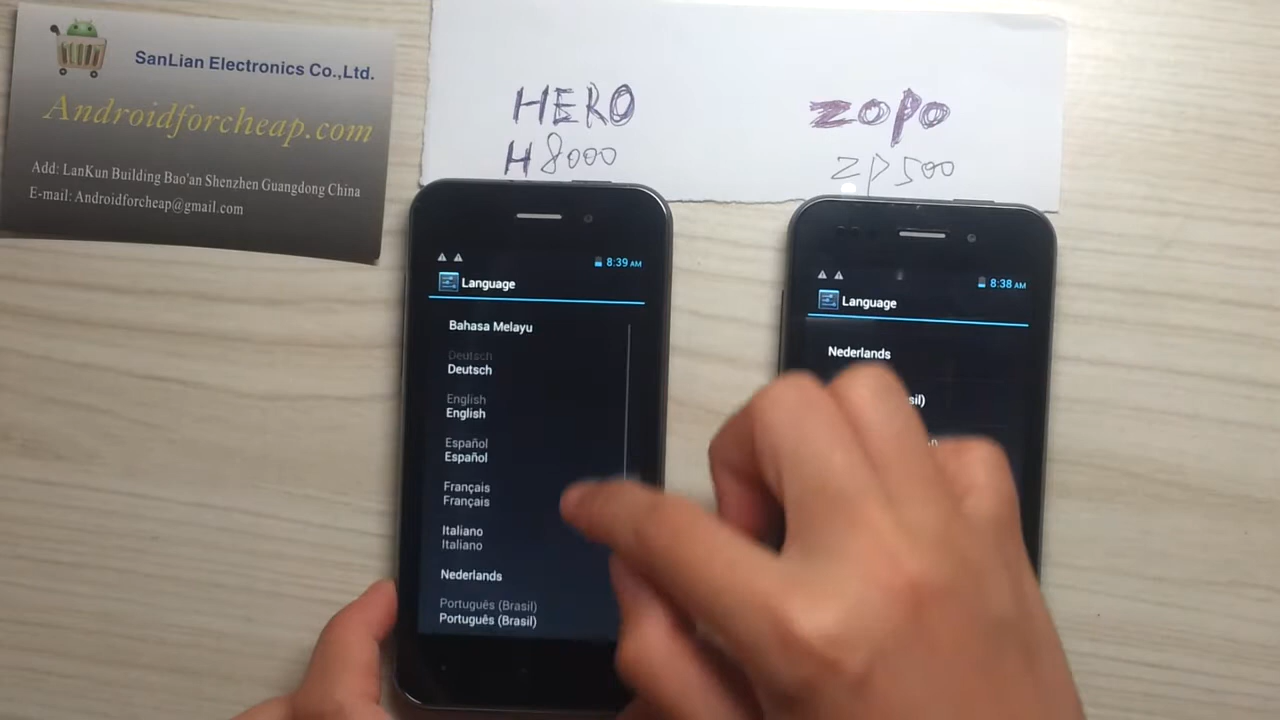 SanLian Electronics Co.,Ltd.
Androidforcheap.com
Add: LanKun Building Bao'an Shenzhen Guangdong China
E-mail: Androidforcheap@gmail.com
HERO
H8000
ZOPO
ZP500
8:39 AM
Language
Bahasa Melayu
Deutsch
Deutsch
English
English
Español
Español
Français
Français
Italiano
Italiano
Nederlands
Português (Brasil)
Português (Brasil)
8:38 AM
Language
Nederlands
sil)